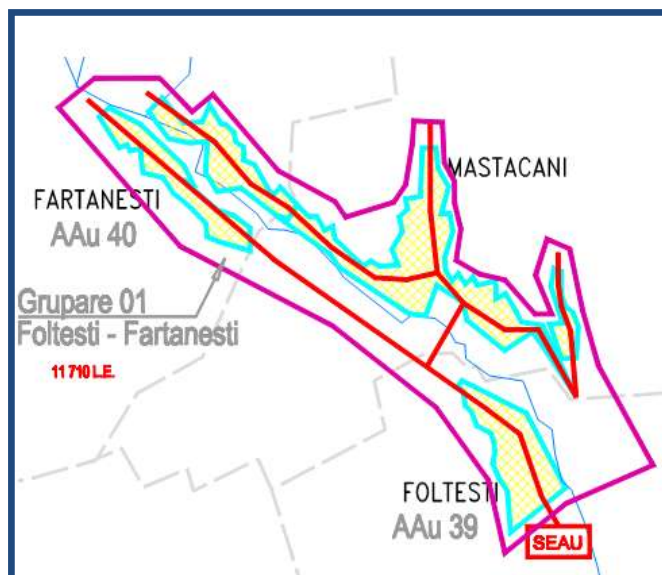 MASTACANI
FARTANESTI
AAu 40
Grupare 01
Foltesti - Fartanesti
11 710 L.E.
FOLTESTI
AAu 39
SEAU